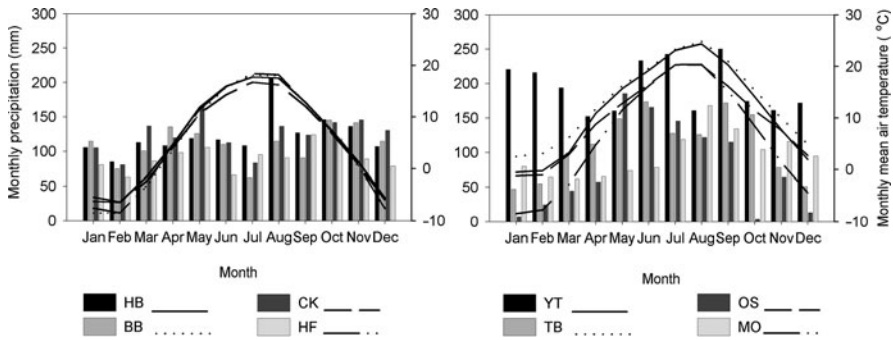 300 30 300 30
250 20 250 20
200 200
150 10 150 10
100 0 100 0
50 50
0 −10 0 −10
Monthly precipitation (mm)
Monthly mean air temperature ( °C)
Jan Feb Mar Apr May Jun Jul Aug Sep Oct Nov Dec
Jan Feb Mar Apr May Jun Jul Aug Sep Oct Nov Dec
Month Month
HB CK YT OS
BB HF TB MO